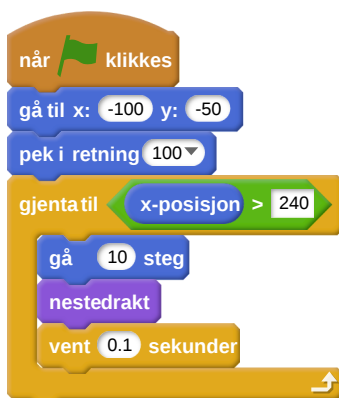 når klikkes
gå til x: -100 y: -50
pek i retning 100
gjenta til x-posisjon > 240
gå 10 steg
nestedrakt
vent 0.1 sekunder